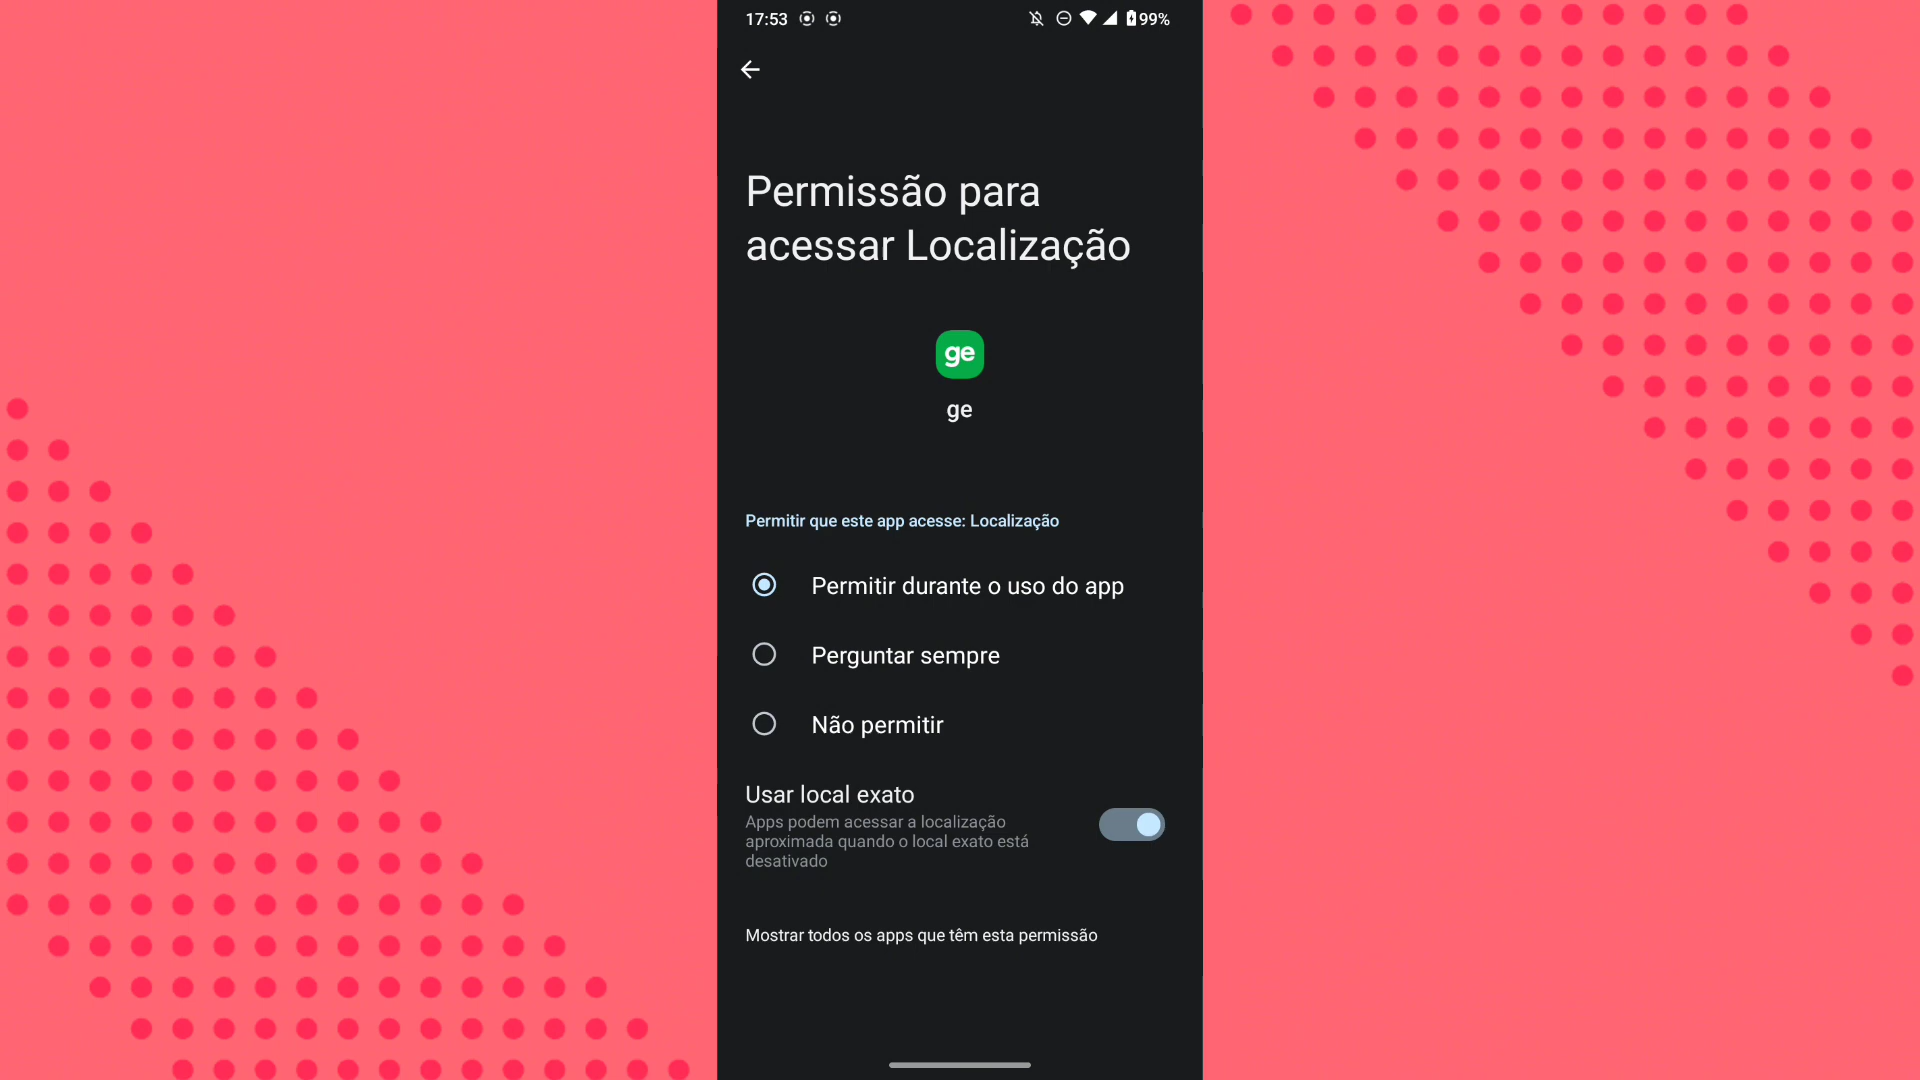 17:53
99%
Permissão para
acessar Localização
ge
ge
Permitir que este app acesse: Localização
Permitir durante o uso do app
Perguntar sempre
Não permitir
Usar local exato
Apps podem acessar a localização
aproximada quando o local exato está
desativado
Mostrar todos os apps que têm esta permissão